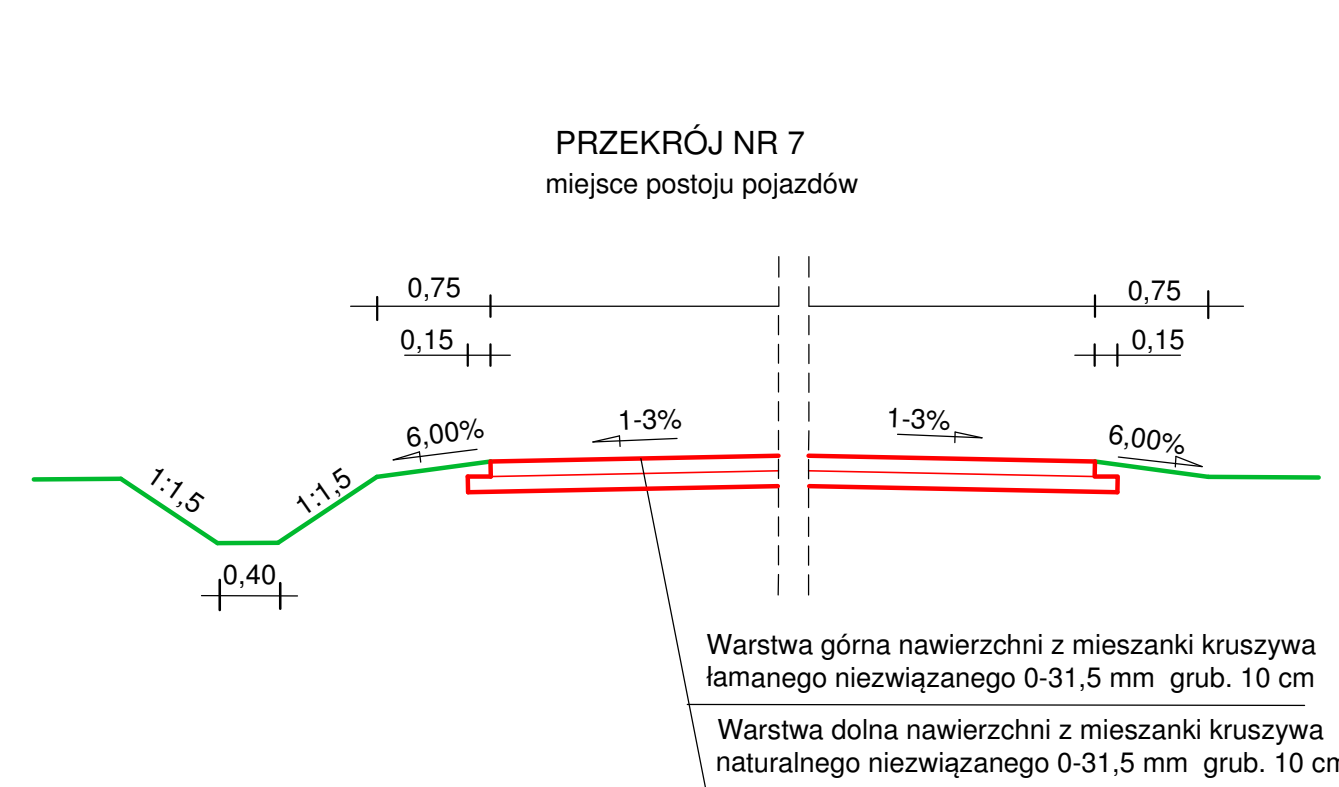 PRZEKRÓJ NR 7
miejsce postoju pojazdów
0,75
0,75
0,15
0,15
6,00%
1-3%
1-3%
6,00%
1:1,5
1:1,5
0,40
Warstwa górna nawierzchni z mieszanki kruszywa
łamanego niezwiązanego 0-31,5 mm grub. 10 cm
Warstwa dolna nawierzchni z mieszanki kruszywa
naturalnego niezwiązanego 0-31,5 mm grub. 10 cm